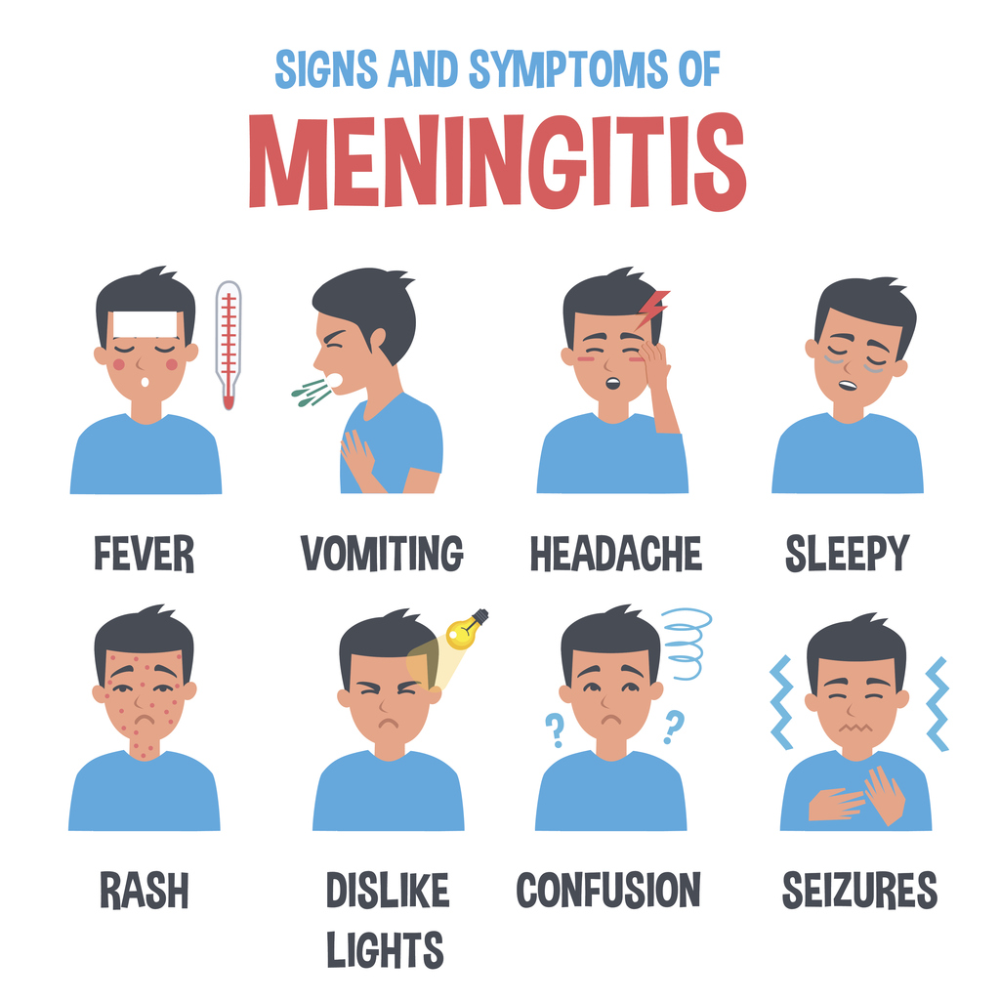 SIGNS AND SYMPTOMS OF
MENINGITIS
FEVER
VOMITING
HEADACHE
SLEEPY
RASH
DISLIKE
LIGHTS
? ?
CONFUSION
SEIZURES